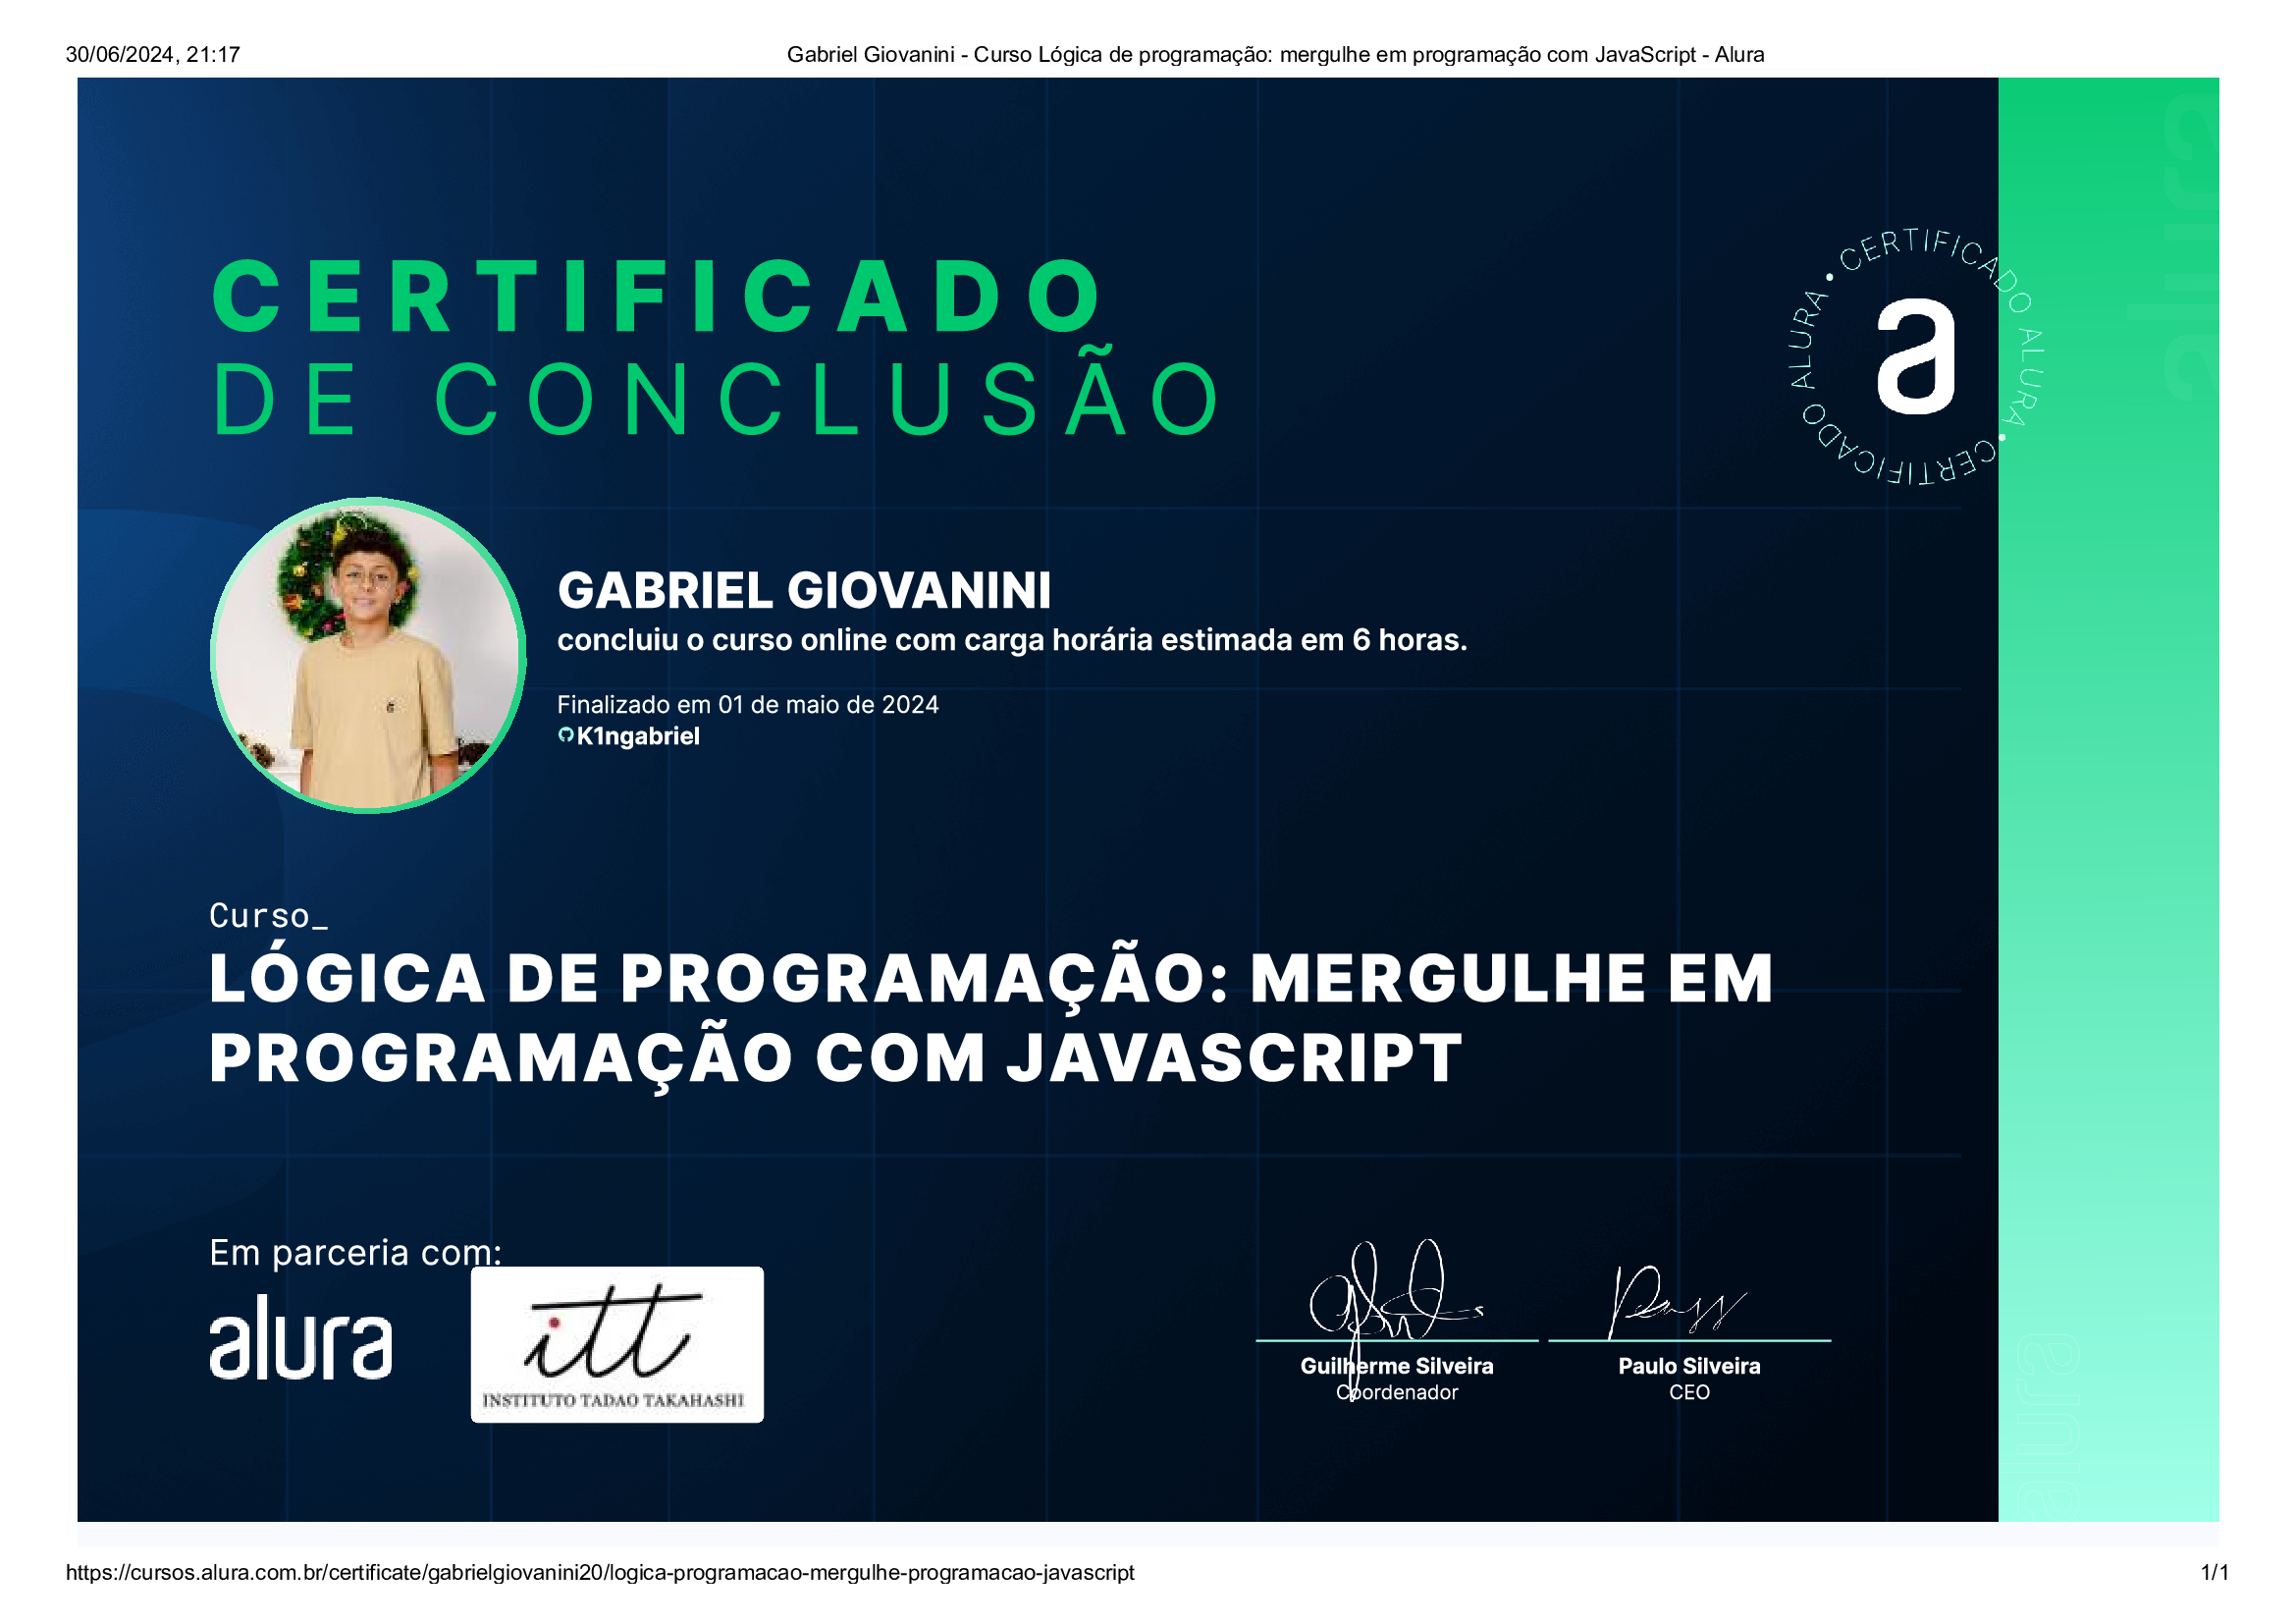 30/06/2024, 21:17
Gabriel Giovanini - Curso Lógica de programação: mergulhe em programação com JavaScript - Alura
alura
CERTIFICADO
DE CONCLUSÃO
CERTIFICADO ALURA • CERTIFICADO ALURA •
a
GABRIEL GIOVANINI
concluiu o curso online com carga horária estimada em 6 horas.
Finalizado em 01 de maio de 2024
K1ngabriel
Curso_
LÓGICA DE PROGRAMAÇÃO: MERGULHE EM
PROGRAMAÇÃO COM JAVASCRIPT
Em parceria com:
alura
itt
INSTITUTO TADAO TAKAHASHI
Guilherme Silveira
Coordenador
Paulo Silveira
CEO
alura
https://cursos.alura.com.br/certificate/gabrielgiovanini20/logica-programacao-mergulhe-programacao-javascript
1/1